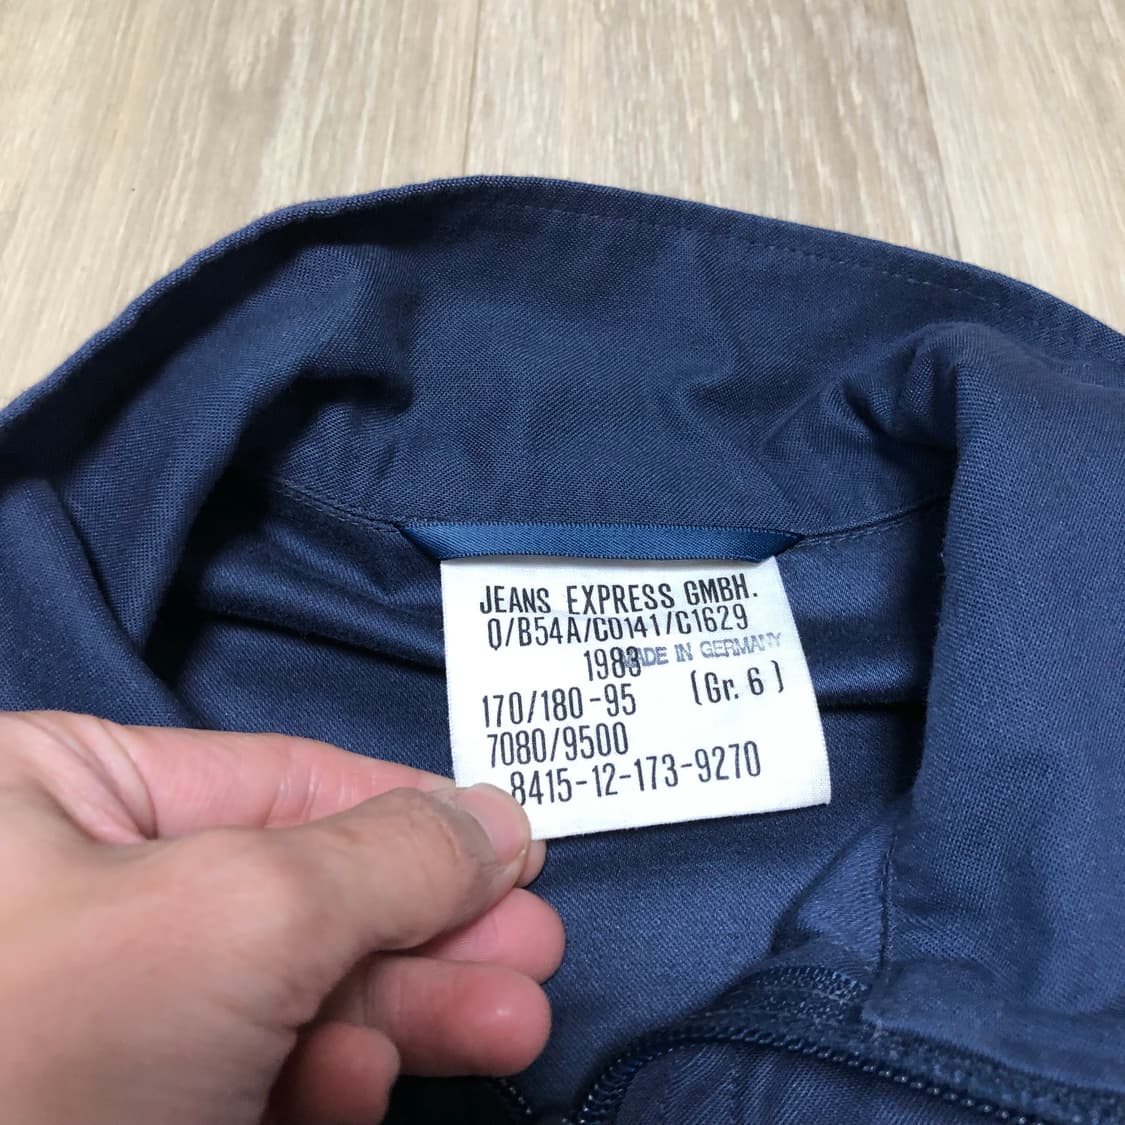 JEANS EXPRESS GMBH.
Q/B54A/C0141/C1629
1983 MADE IN GERMANY
170/180-95 (Gr. 6)
7080/9500
8415-12-173-9270